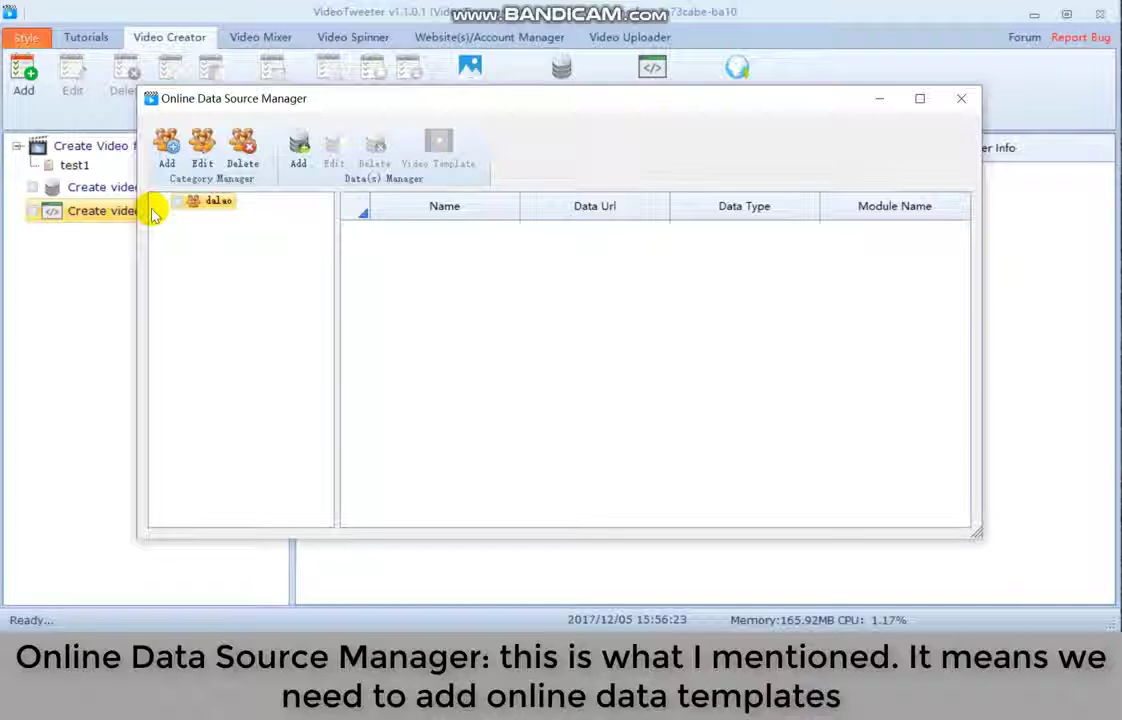 VideoTweeter v1.1.0.1
www.BANDICAM.com
73cabe-ba10
Style
Tutorials
Video Creator
Video Mixer
Video Spinner
Website(s)/Account Manager
Video Uploader
Forum
Report Bug
Add
Edit
Online Data Source Manager
Add
Edit
Delete
Category Manager
Add
Edit
Delete
Video Template
Data(s) Manager
Create Video
test1
Create
Create
dalao
Name
Data Url
Data Type
Module Name
Info
Ready...
2017/12/05 15:56:23
Memory:165.92MB CPU: 1.17%
Online Data Source Manager: this is what I mentioned. It means we
need to add online data templates